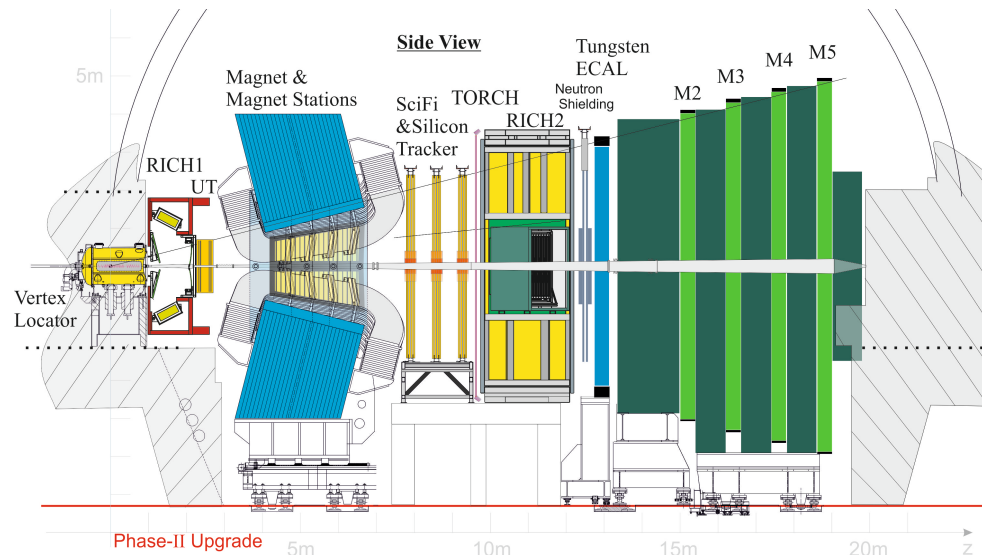 Side View
5m
Magnet &
Magnet Stations
RICH1
UT
SciFi
&Silicon
Tracker
TORCH
RICH2
Tungsten
ECAL
Neutron
Shielding
M2
M3
M4
M5
Vertex
Locator
Phase-II Upgrade
5m
10m
15m
20m
z